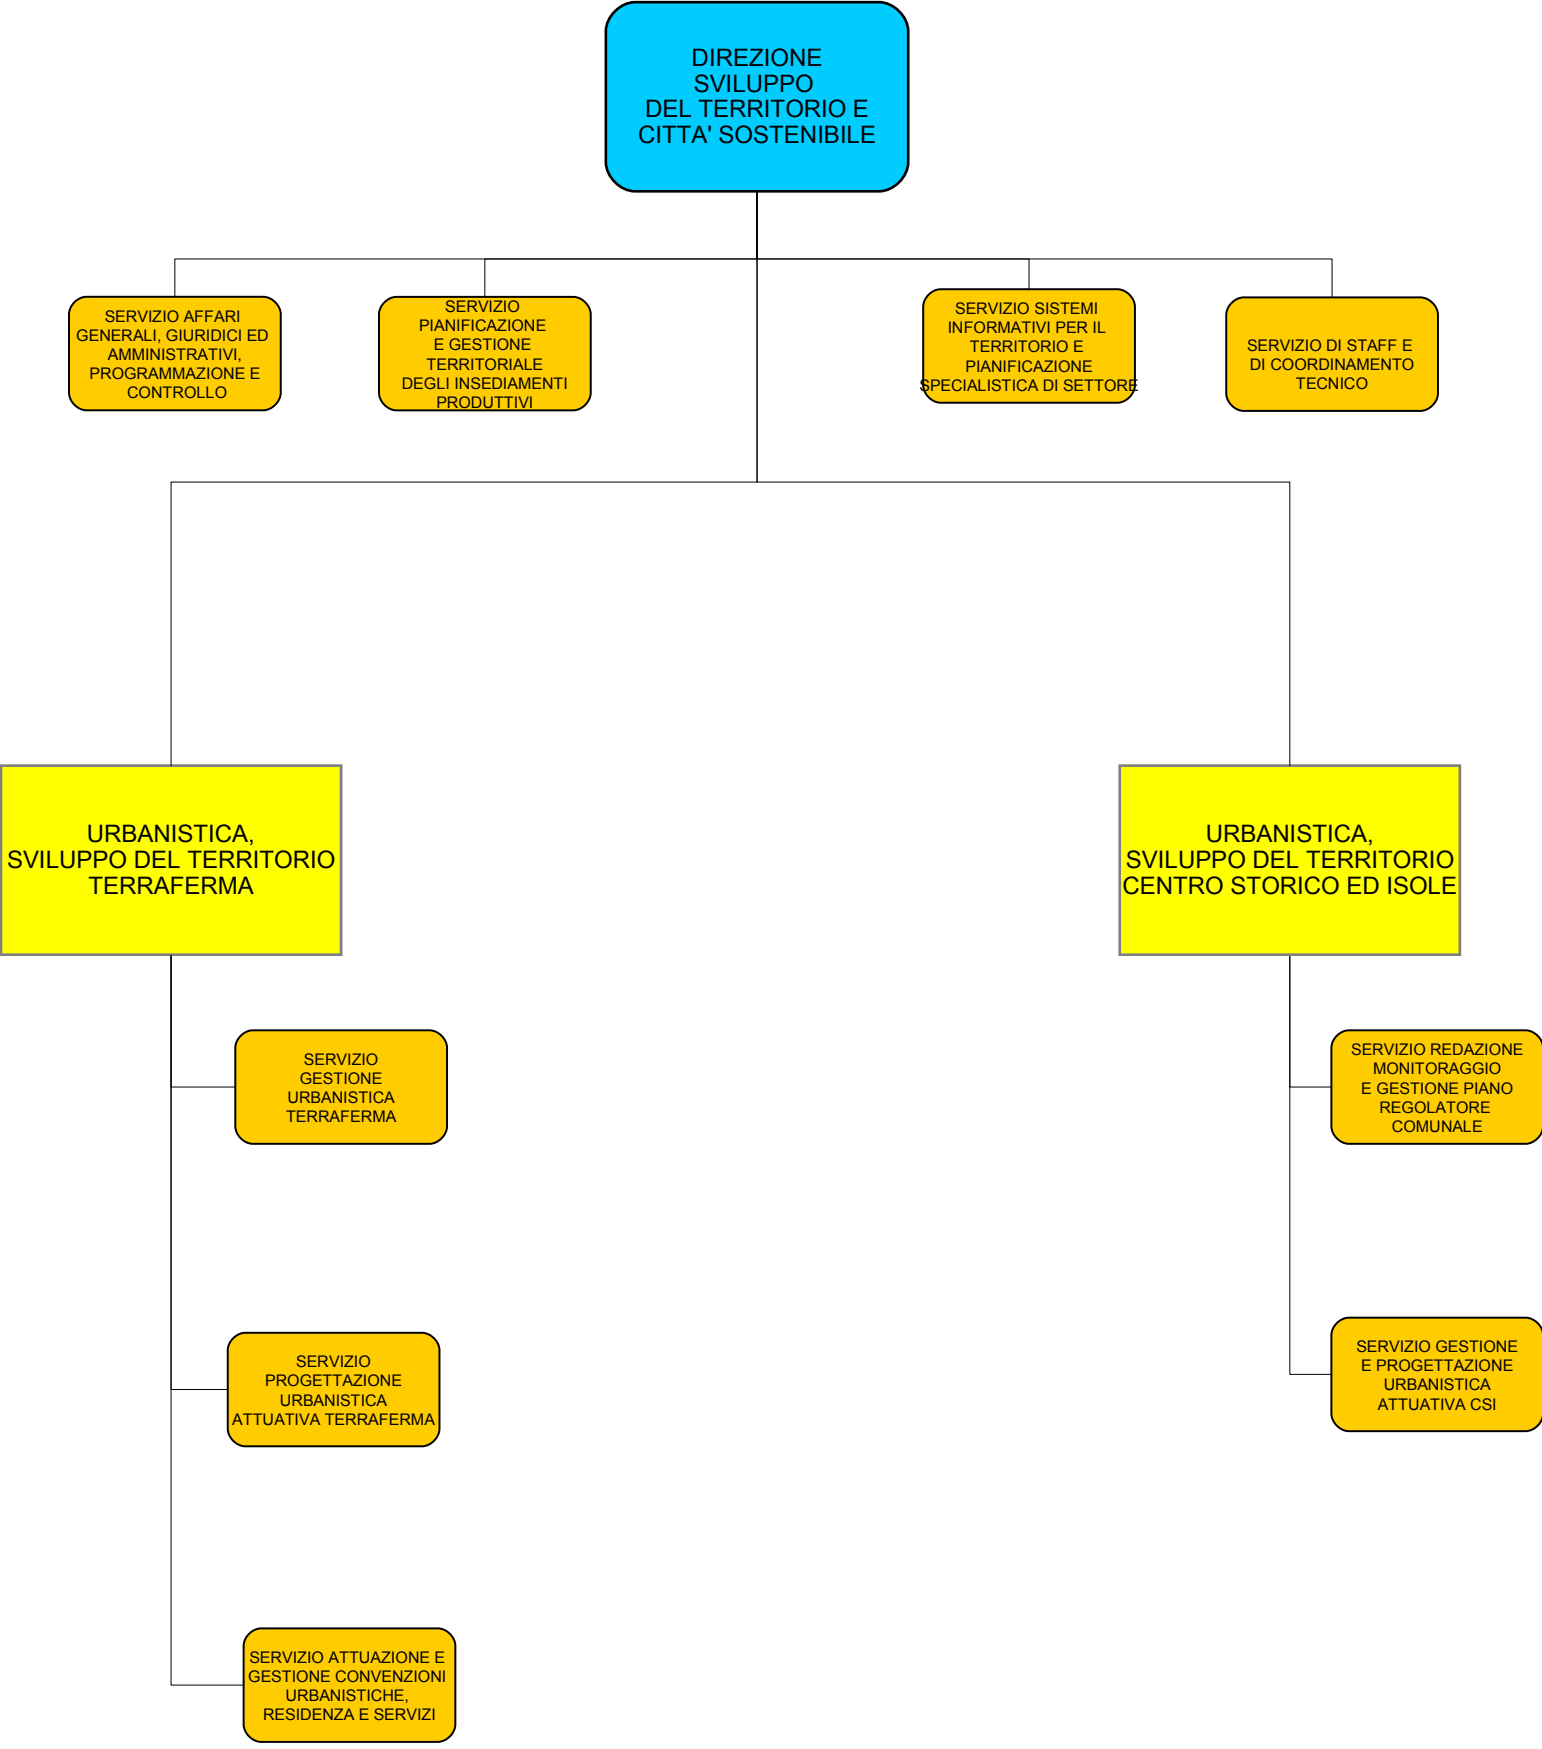 DIREZIONE
SVILUPPO
DEL TERRITORIO E
CITTA' SOSTENIBILE
SERVIZIO AFFARI
GENERALI, GIURIDICI ED
AMMINISTRATIVI,
PROGRAMMAZIONE E
CONTROLLO
SERVIZIO
PIANIFICAZIONE
E GESTIONE
TERRITORIALE
DEGLI INSEDIAMENTI
PRODUTTIVI
SERVIZIO SISTEMI
INFORMATIVI PER IL
TERRITORIO E
PIANIFICAZIONE
SPECIALISTICA DI SETTORE
SERVIZIO DI STAFF E
DI COORDINAMENTO
TECNICO
URBANISTICA,
SVILUPPO DEL TERRITORIO
TERRAFERMA
URBANISTICA,
SVILUPPO DEL TERRITORIO
CENTRO STORICO ED ISOLE
SERVIZIO
GESTIONE
URBANISTICA
TERRAFERMA
SERVIZIO REDAZIONE
MONITORAGGIO
E GESTIONE PIANO
REGOLATORE
COMUNALE
SERVIZIO
PROGETTAZIONE
URBANISTICA
ATTUATIVA TERRAFERMA
SERVIZIO GESTIONE
E PROGETTAZIONE
URBANISTICA
ATTUATIVA CSI
SERVIZIO ATTUAZIONE E
GESTIONE CONVENZIONI
URBANISTICHE,
RESIDENZA E SERVIZI